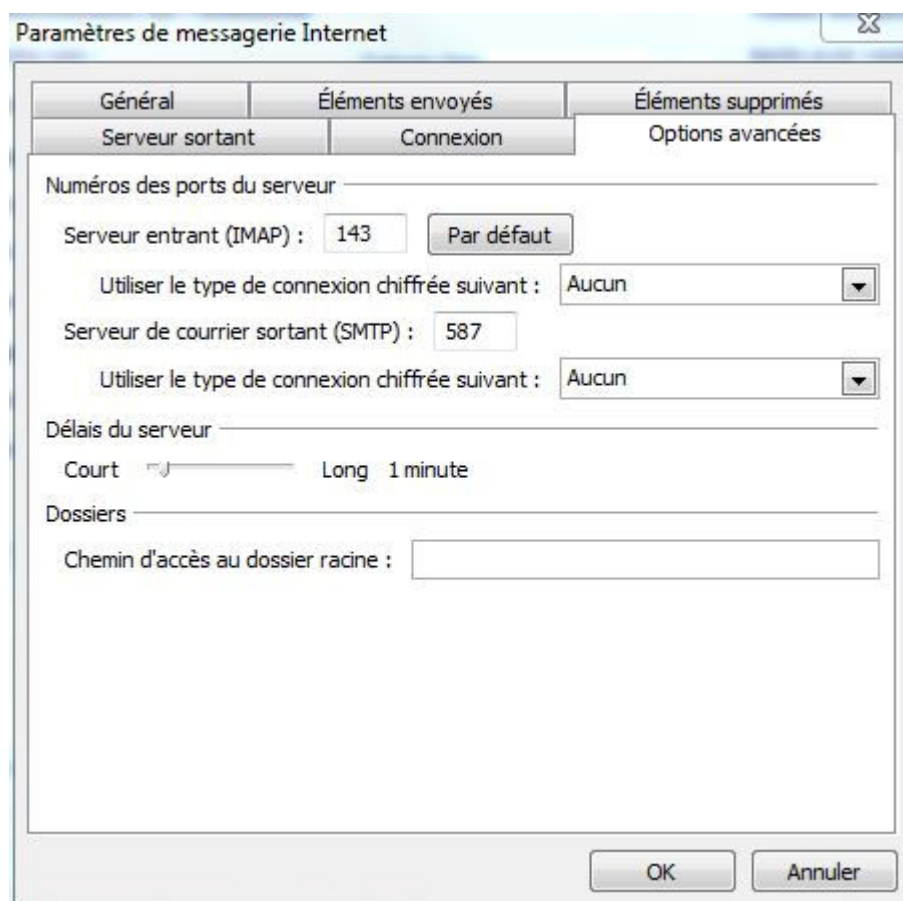 Paramètres de messagerie Internet
Général Éléments envoyés Éléments supprimés
Serveur sortant Connexion Options avancées
Numéros des ports du serveur
Serveur entrant (IMAP) : 143 Par défaut
Utiliser le type de connexion chiffrée suivant : Aucun
Serveur de courrier sortant (SMTP) : 587
Utiliser le type de connexion chiffrée suivant : Aucun
Délais du serveur
Court Long 1 minute
Dossiers
Chemin d'accès au dossier racine :
OK Annuler